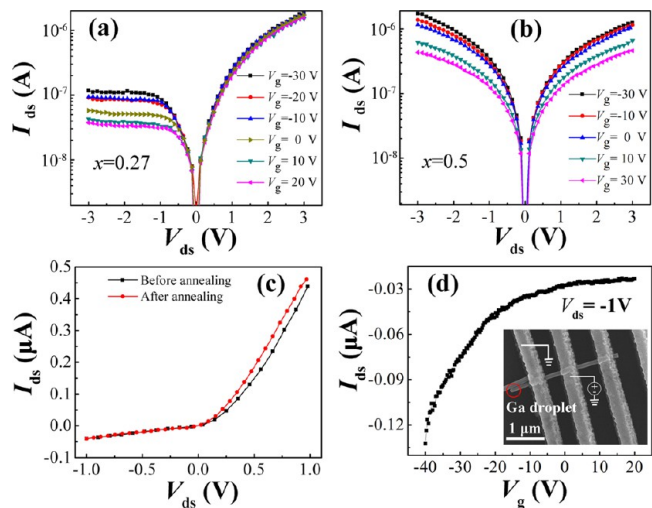 (a)
I_ds (A)
10^-6
10^-7
10^-8
V_g=-30 V
V_g=-20 V
V_g=-10 V
V_g= 0 V
V_g= 10 V
V_g= 20 V
x=0.27
-3 -2 -1 0 1 2 3
V_ds (V)
(b)
I_ds (A)
10^-6
10^-7
10^-8
V_g=-30 V
V_g=-10 V
V_g= 0 V
V_g= 10 V
V_g= 30 V
x=0.5
-3 -2 -1 0 1 2 3
V_ds (V)
(c)
Before annealing
After annealing
I_ds (μA)
0.5
0.4
0.3
0.2
0.1
0.0
-0.1
-1.0 -0.5 0.0 0.5 1.0
V_ds (V)
(d)
V_ds= -1V
I_ds (μA)
-0.03
-0.06
-0.09
-0.12
Ga droplet
1 μm
-40 -30 -20 -10 0 10 20
V_g (V)